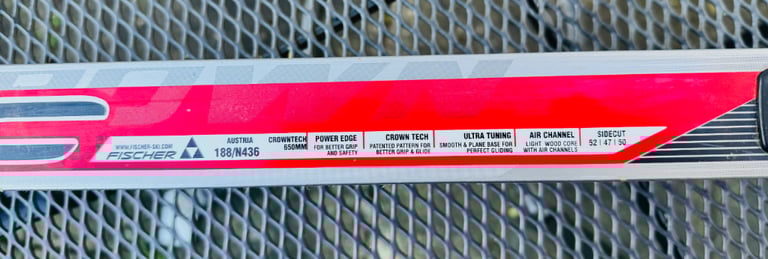 CROWN
WWW.FISCHER-SKI.COM
FISCHER
AUSTRIA
188/N436
CROWNTECH
650MM
POWER EDGE
FOR BETTER GRIP
AND SAFETY
CROWN TECH
PATENTED PATTERN FOR
BETTER GRIP & GLIDE
ULTRA TUNING
SMOOTH & PLANE BASE FOR
PERFECT GLIDING
AIR CHANNEL
LIGHT WOOD CORE
WITH AIR CHANNELS
SIDECUT
52 | 47 | 50